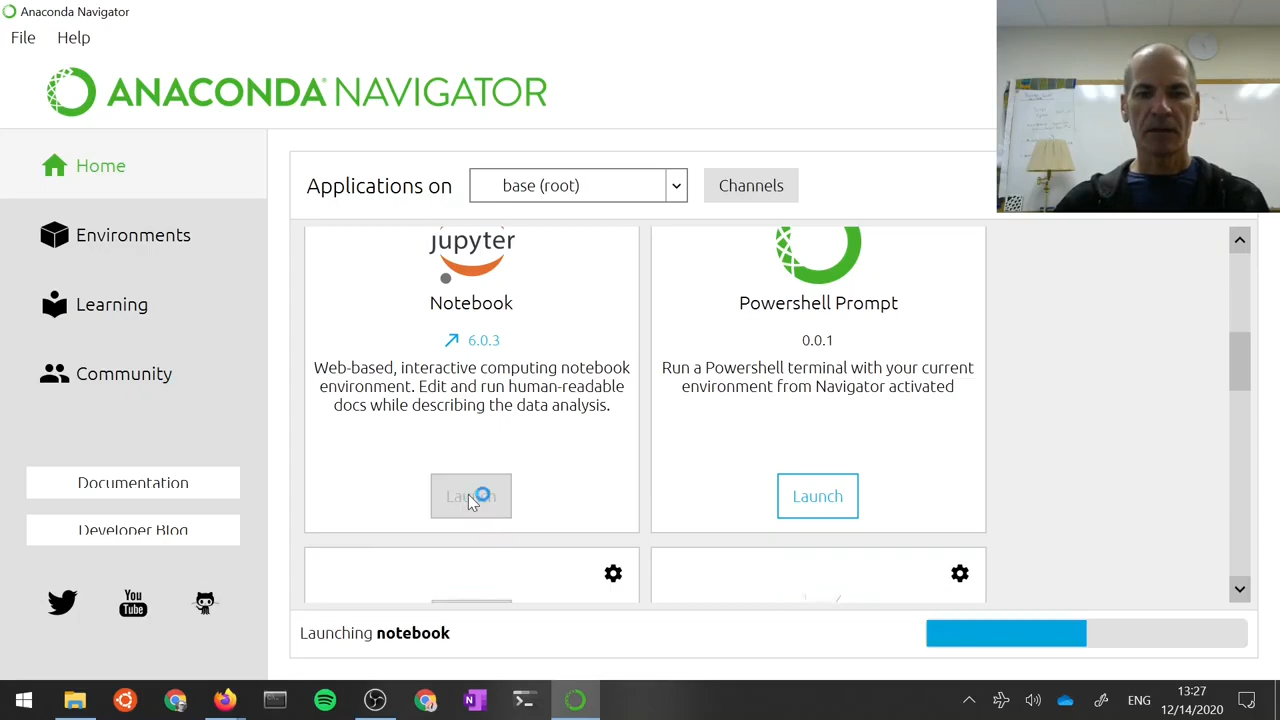 Anaconda Navigator
File Help
ANACONDA NAVIGATOR
Home
Environments
Learning
Community
Documentation
Developer Blog
You Tube
Applications on base (root) Channels
jupyter
Notebook
6.0.3
Web-based, interactive computing notebook
environment. Edit and run human-readable
docs while describing the data analysis.
Launch
Powershell Prompt
0.0.1
Run a Powershell terminal with your current
environment from Navigator activated
Launch
Launching notebook
ENG
13:27
12/14/2020